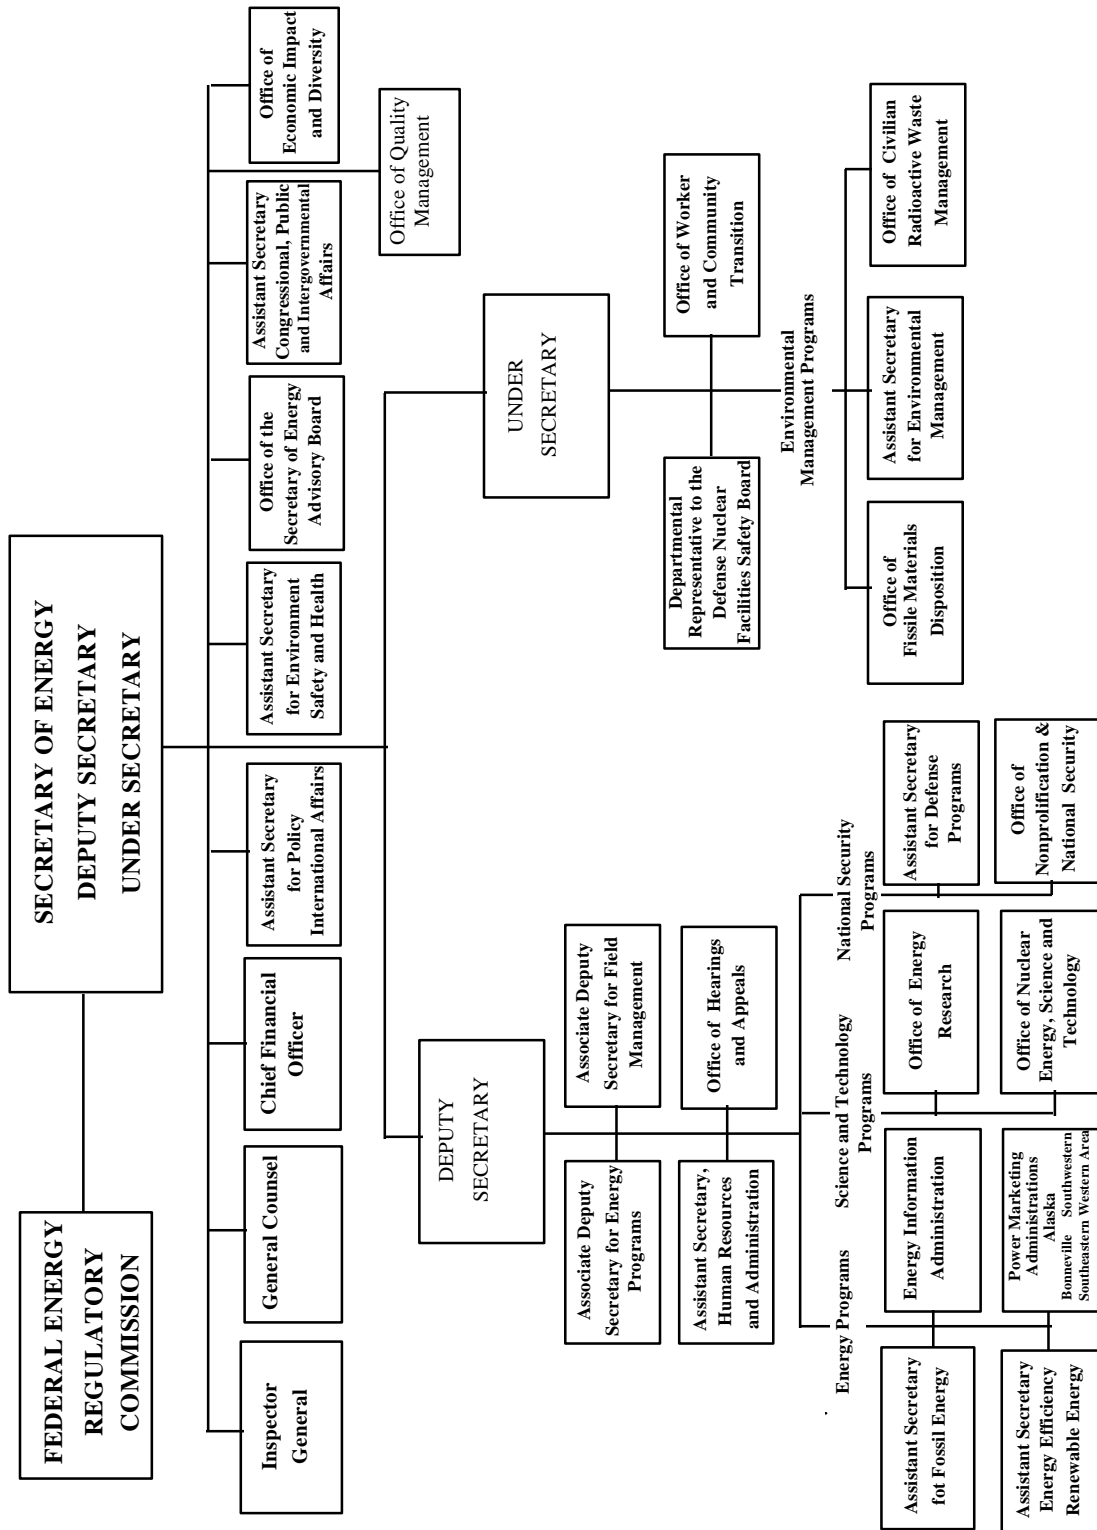 SECRETARY OF ENERGY
DEPUTY SECRETARY
UNDER SECRETARY
FEDERAL ENERGY
REGULATORY
COMMISSION
Inspector
General
General Counsel
Chief Financial
Officer
Assistant Secretary
for Policy
International Affairs
Assistant Secretary
for Environment
Safety and Health
Office of the
Secretary of Energy
Advisory Board
Assistant Secretary
Congressional, Public
and Intergovernmental
Affairs
Office of
Economic Impact
and Diversity
Office of Quality
Management
DEPUTY
SECRETARY
UNDER
SECRETARY
Associate Deputy
Secretary for Energy
Programs
Associate Deputy
Secretary for Field
Management
Assistant Secretary,
Human Resources
and Administration
Office of Hearings
and Appeals
Departmental
Representative to the
Defense Nuclear
Facilities Safety Board
Office of Worker
and Community
Transition
Environmental
Management Programs
Office of
Fissile Materials
Disposition
Assistant Secretary
for Environmental
Management
Office of Civilian
Radioactive Waste
Management
Energy Programs
Science and Technology
Programs
National Security
Programs
Assistant Secretary
fot Fossil Energy
Energy Information
Administration
Office of Energy
Research
Assistant Secretary
for Defense
Programs
Assistant Secretary
Energy Efficiency
Renewable Energy
Power Marketing
Administrations
Alaska
Bonneville Southwestern
Southeastern Western Area
Office of Nuclear
Energy, Science and
Technology
Office of
Nonprolification &
National Security